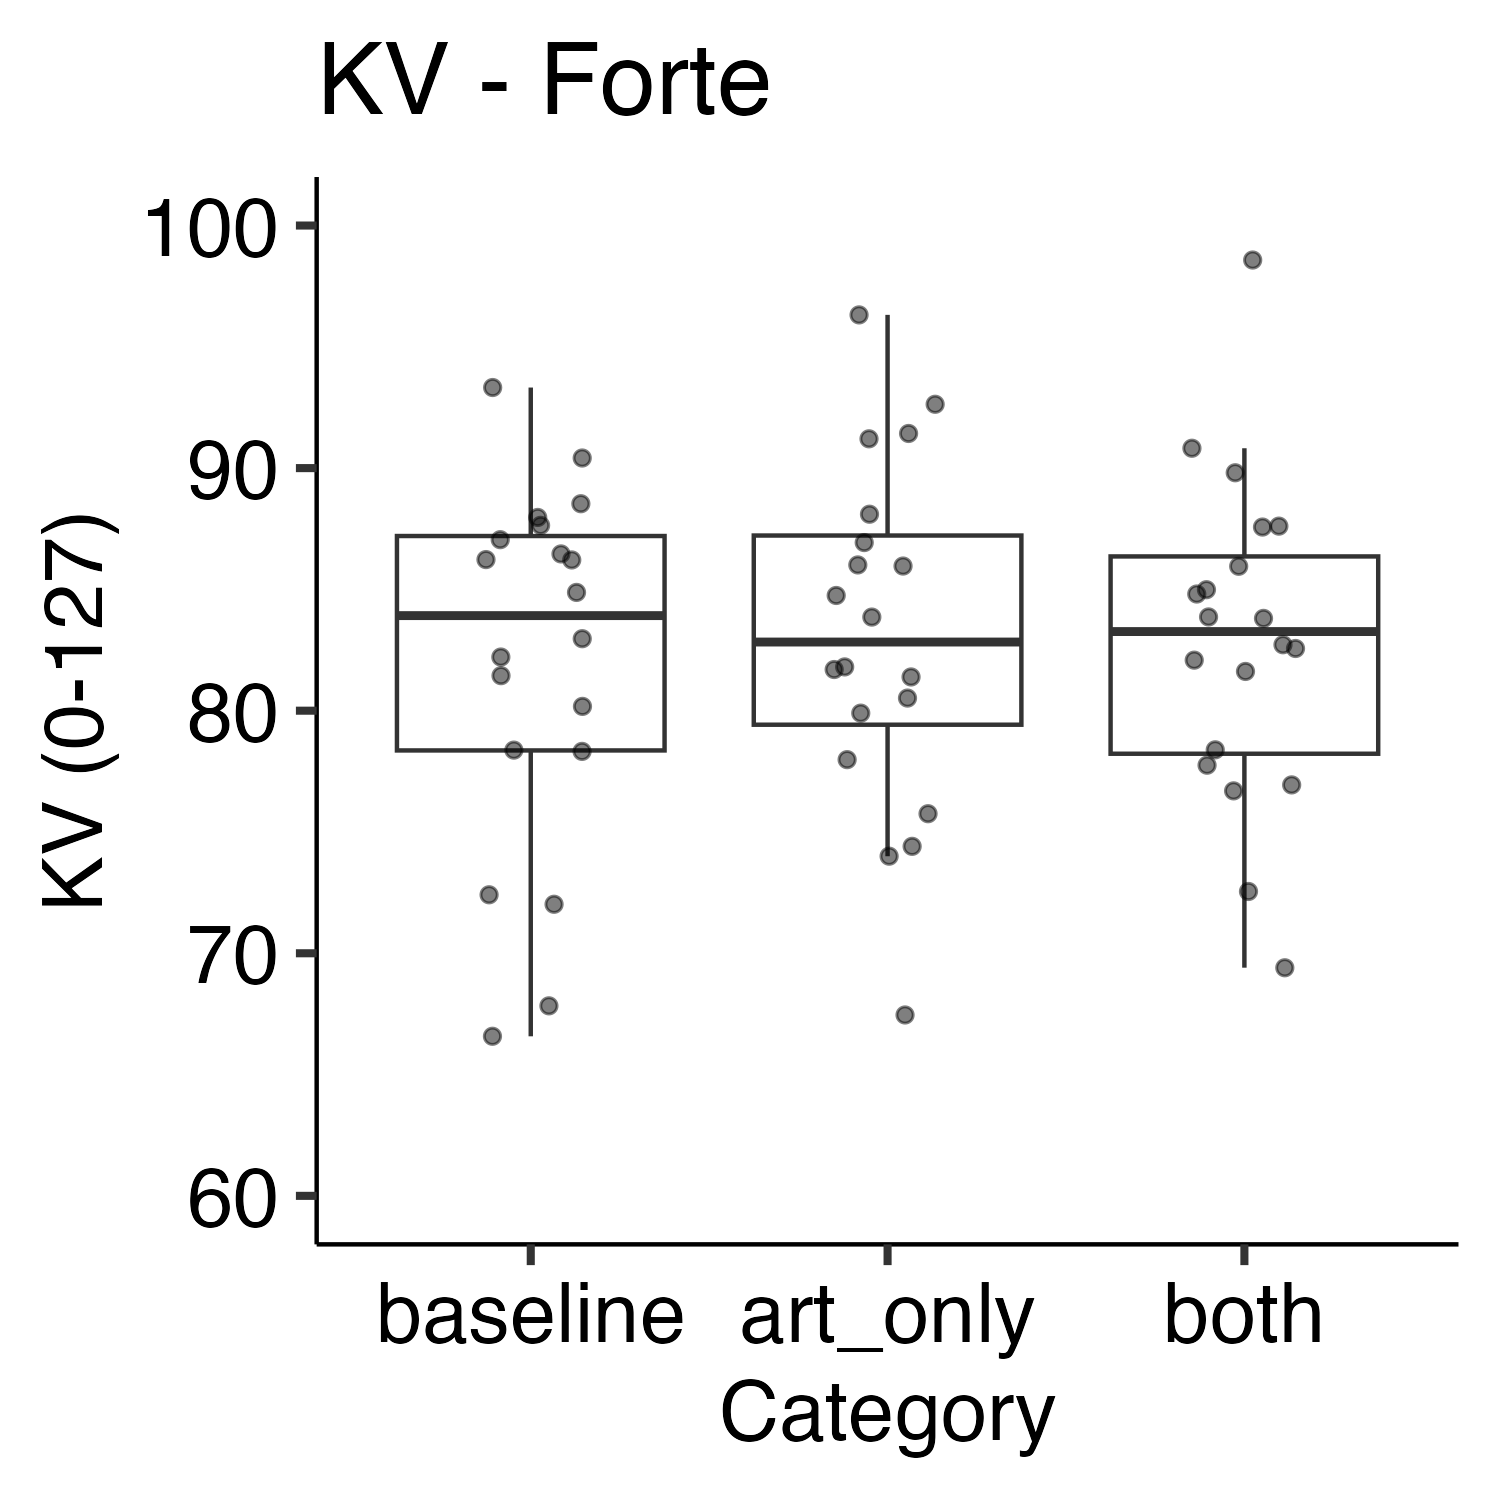 KV - Forte
KV (0-127)
100
90
80
70
60
baseline art_only both
Category